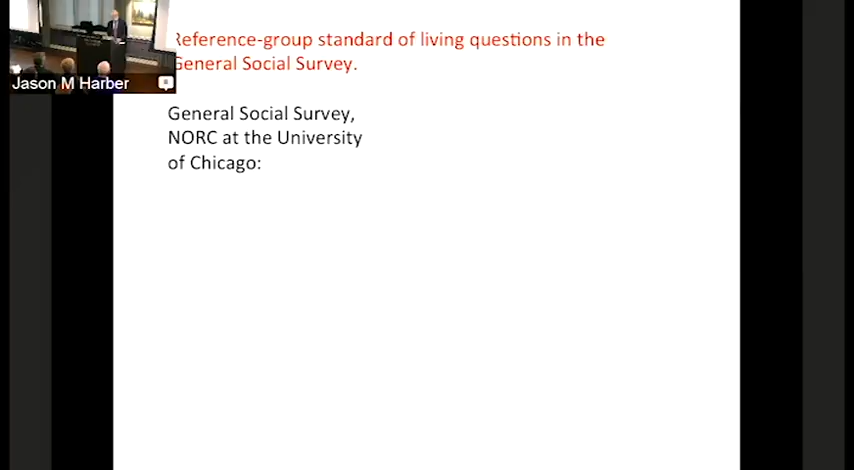 Reference-group standard of living questions in the
General Social Survey.
Jason M Harber
General Social Survey,
NORC at the University
of Chicago: